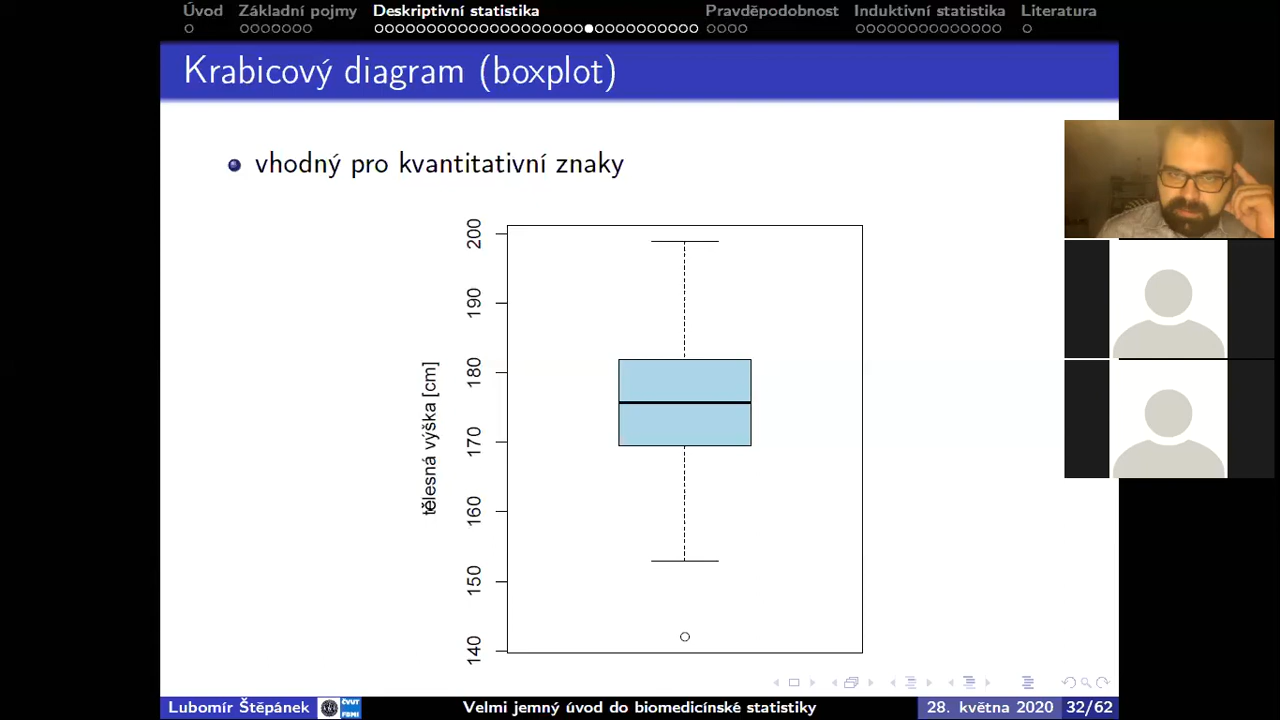 Úvod Základní pojmy Deskriptivní statistika Pravděpodobnost Induktivní statistika Literatura
Krabicový diagram (boxplot)
vhodný pro kvantitativní znaky
200
190
180
170
160
150
140
tělesná výška [cm]
Lubomír Štěpánek ČVUT FBMI Velmi jemný úvod do biomedicínské statistiky 28. května 2020 32/62